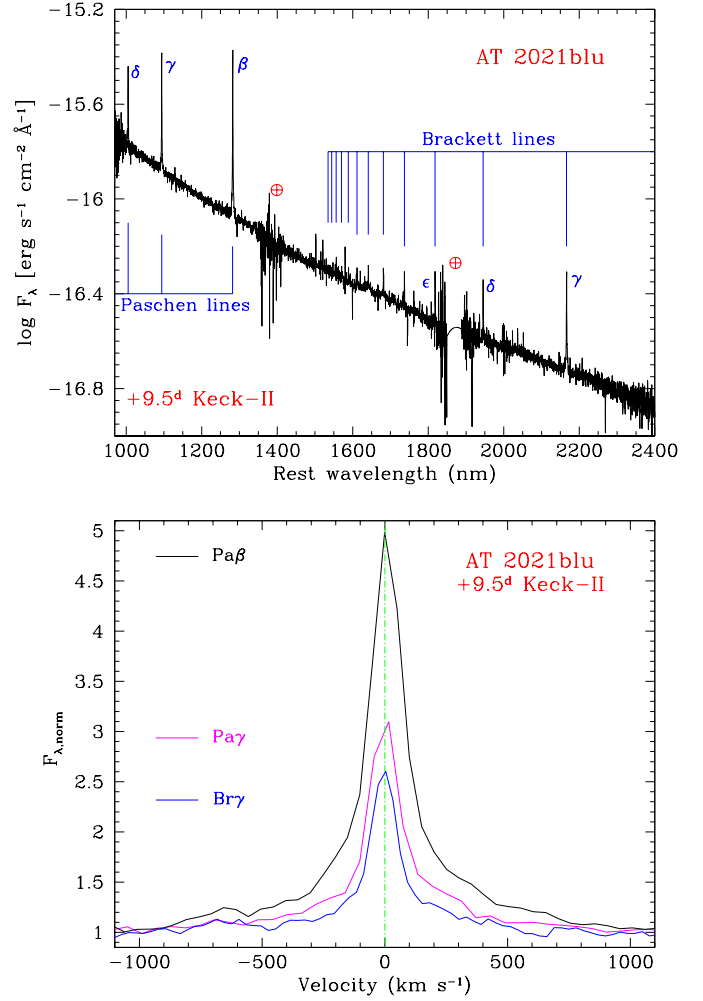 −15.2
−15.6
−16
−16.4
−16.8
log Fλ [erg s⁻¹ cm⁻² Å⁻¹]
AT 2021blu
δ γ β
Brackett lines
ε δ γ
Paschen lines
+9.5ᵈ Keck−II
1000 1200 1400 1600 1800 2000 2200 2400
Rest wavelength (nm)
5
4.5
4
3.5
3
2.5
2
1.5
1
Fλ,norm
Paβ
AT 2021blu
+9.5ᵈ Keck−II
Paγ
Brγ
−1000 −500 0 500 1000
Velocity (km s⁻¹)